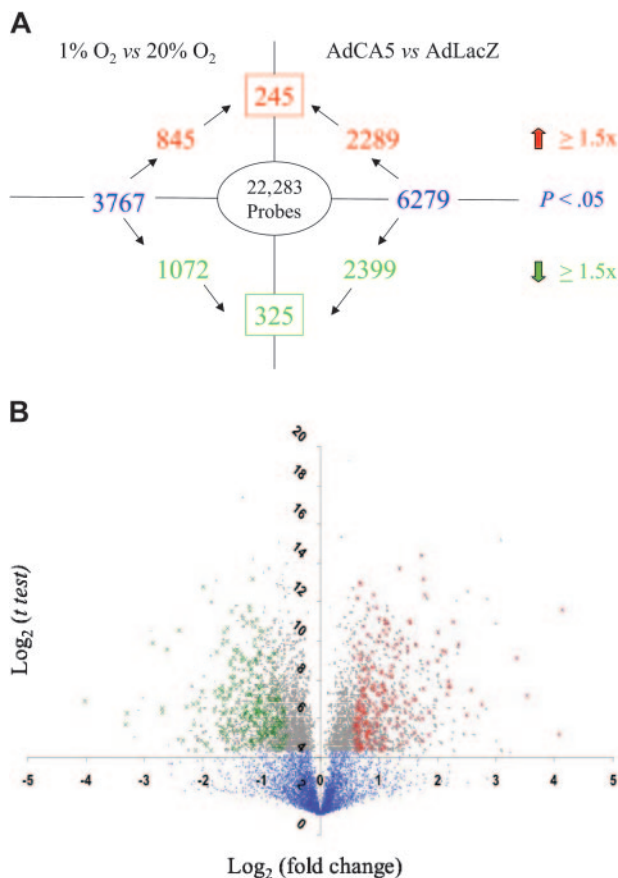 A
1% O₂ vs 20% O₂
AdCA5 vs AdLacZ
245
845
2289
≥ 1.5x
3767
22,283
Probes
6279
P < .05
1072
2399
≥ 1.5x
325
B
20
18
16
14
12
10
8
6
4
2
0
Log₂ (t test)
-5 -4 -3 -2 -1 0 1 2 3 4 5
Log₂ (fold change)